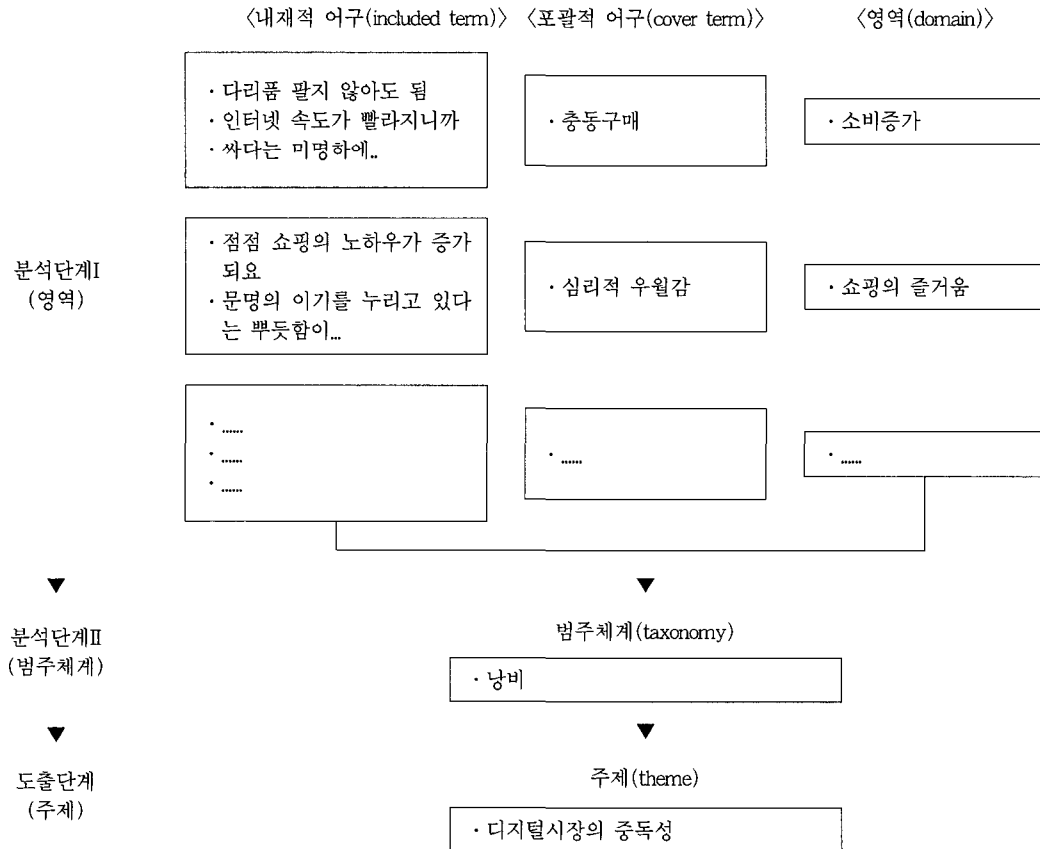 〈내재적 어구(included term)〉 〈포괄적 어구(cover term)〉 〈영역(domain)〉
· 다리품 팔지 않아도 됨
· 인터넷 속도가 빨라지니까
· 싸다는 미명하에..
· 충동구매
· 소비증가
분석단계I
(영역)
· 점점 쇼핑의 노하우가 증가
되요
· 문명의 이기를 누리고 있다
는 뿌듯함이...
· 심리적 우월감
· 쇼핑의 즐거움
· ......
· ......
· ......
· ......
· ......
▼ ▼
분석단계Ⅱ
(범주체계)
범주체계(taxonomy)
· 낭비
▼ ▼
도출단계
(주제)
주제(theme)
· 디지털시장의 중독성